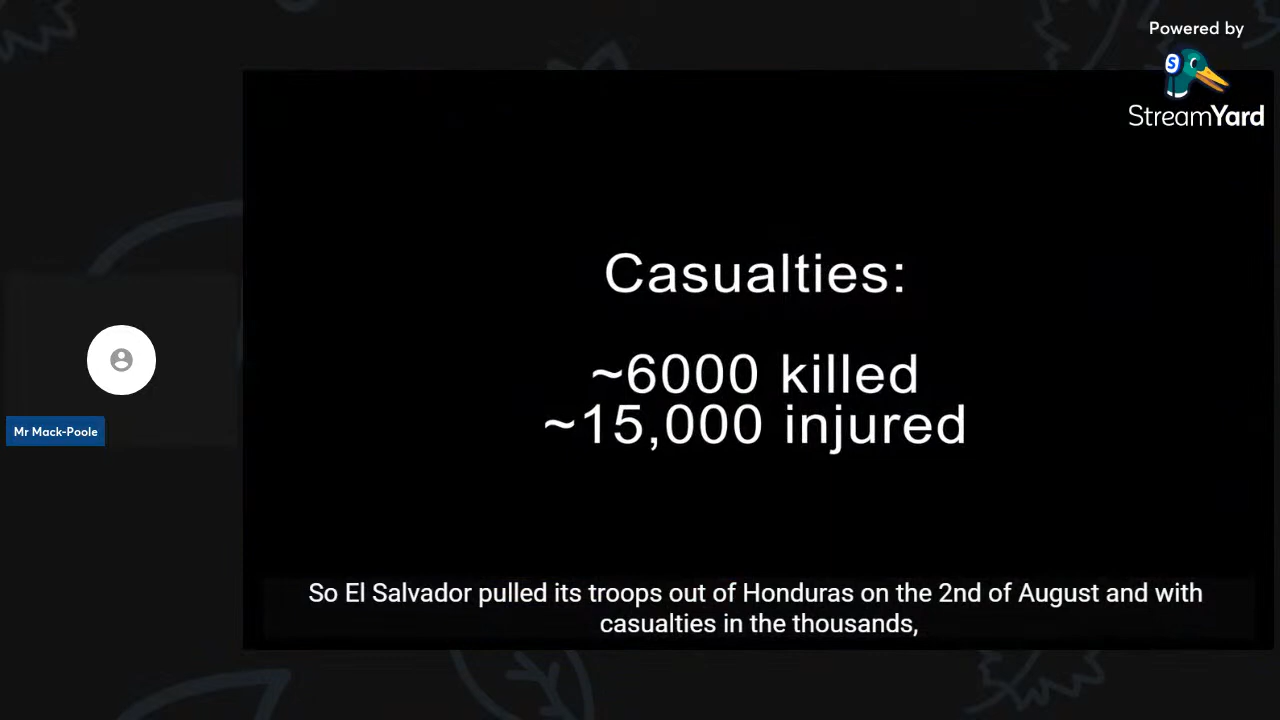 Powered by
S
StreamYard
Casualties:
~6000 killed
~15,000 injured
Mr Mack-Poole
So El Salvador pulled its troops out of Honduras on the 2nd of August and with
casualties in the thousands,